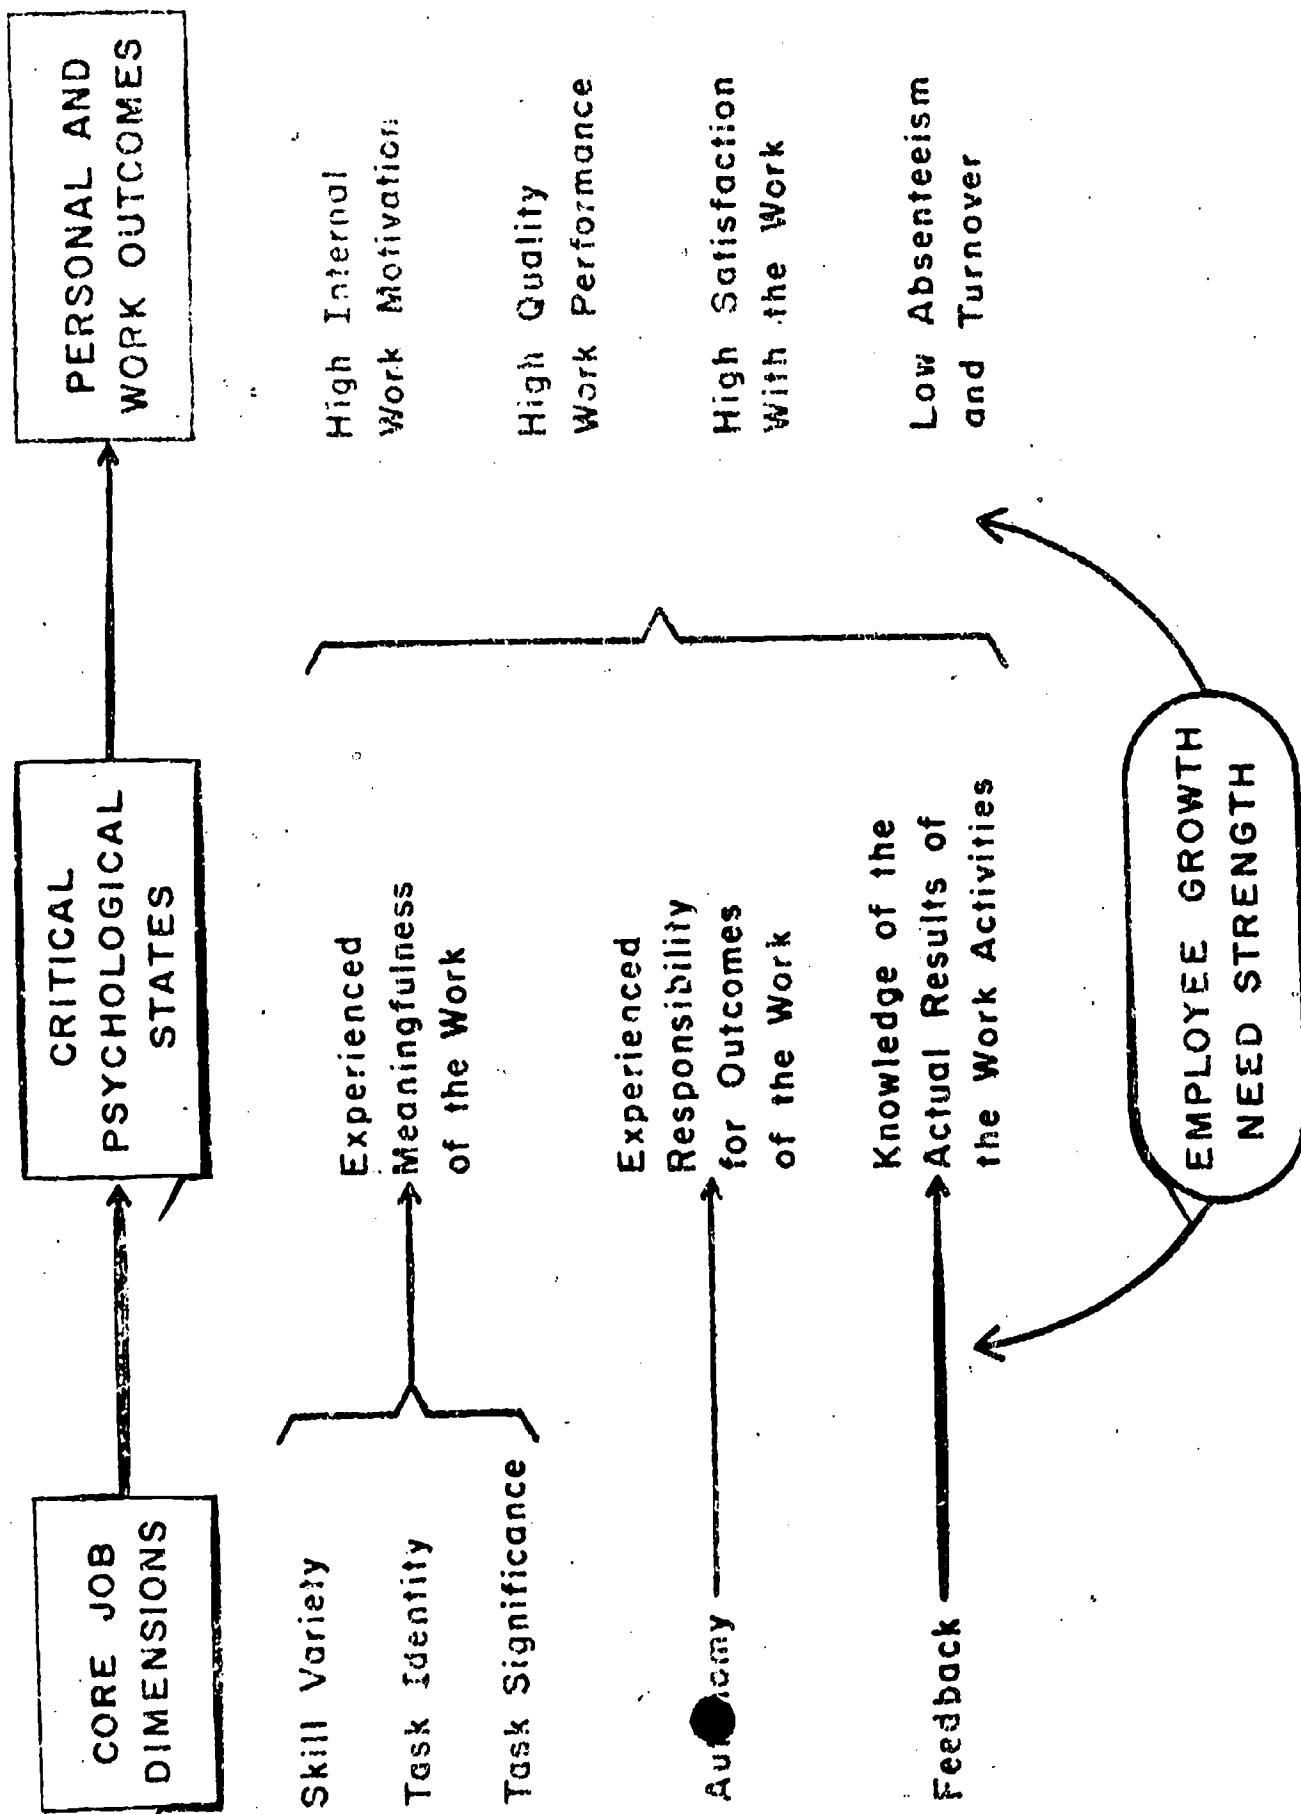 CORE JOB
DIMENSIONS
CRITICAL
PSYCHOLOGICAL
STATES
PERSONAL AND
WORK OUTCOMES
Skill Variety
Task Identity
Task Significance
Experienced
Meaningfulness
of the Work
Feedback
Experienced
Responsibility
for Outcomes
of the Work
Knowledge of the
Actual Results of
the Work Activities
High Internal
Work Motivation
High Quality
Work Performance
High Satisfaction
With the Work
Low Absenteeism
and Turnover
EMPLOYEE GROWTH
NEED STRENGTH